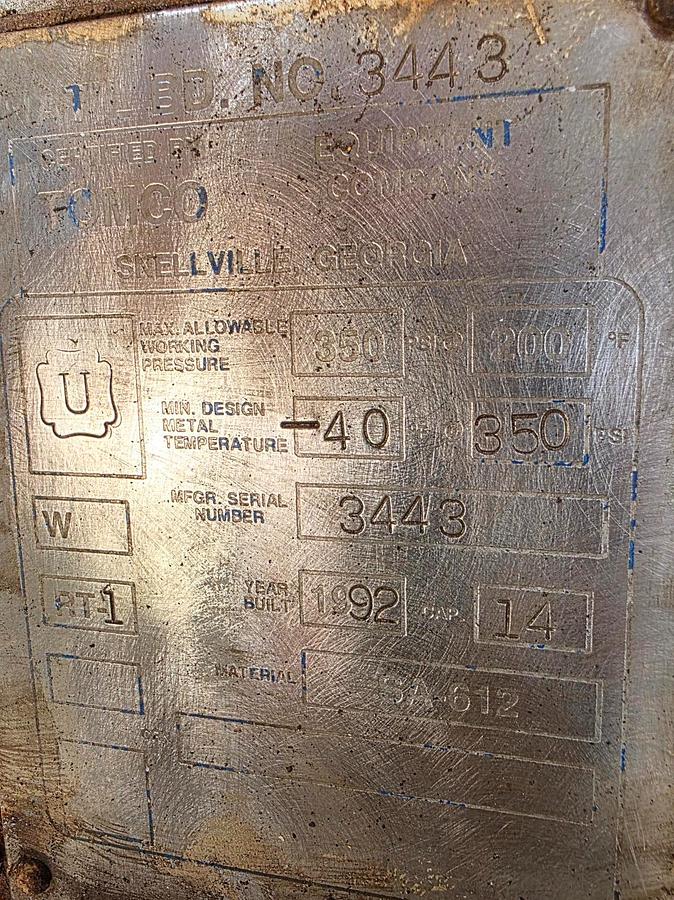 NAT'L BD. NO. 3443
CERTIFIED BY
TOMCO EQUIPMENT COMPANY
SNELLVILLE, GEORGIA
U
MAX. ALLOWABLE WORKING PRESSURE 350 PSI @ 200 °F
MIN. DESIGN METAL TEMPERATURE -40 °F @ 350 PSI
W
MFGR. SERIAL NUMBER 3443
RT-1
YEAR BUILT 1992 CAP. 14
MATERIAL SA-612